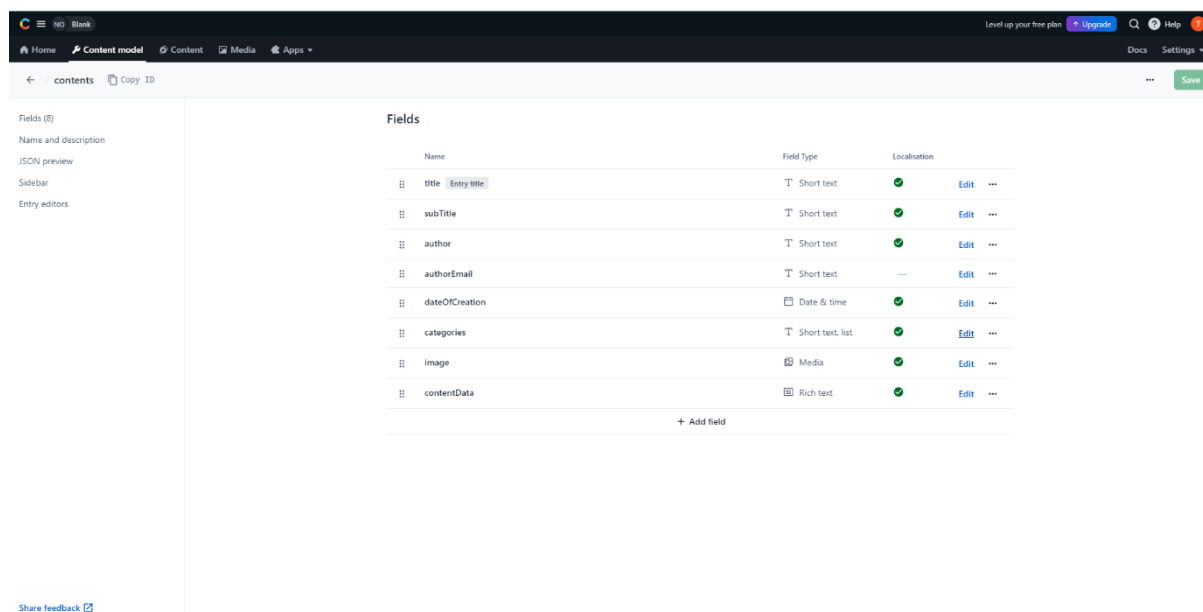 NO Blank Level up your free plan Upgrade Help T
Home Content model Content Media Apps Docs Settings
contents Copy ID Save
Fields (8)
Name and description
JSON preview
Sidebar
Entry editors
Fields
Name Field Type Localisation
title Entry title Short text Edit
subTitle Short text Edit
author Short text Edit
authorEmail Short text — Edit
dateOfCreation Date & time Edit
categories Short text, list Edit
image Media Edit
contentData Rich text Edit
+ Add field
Share feedback